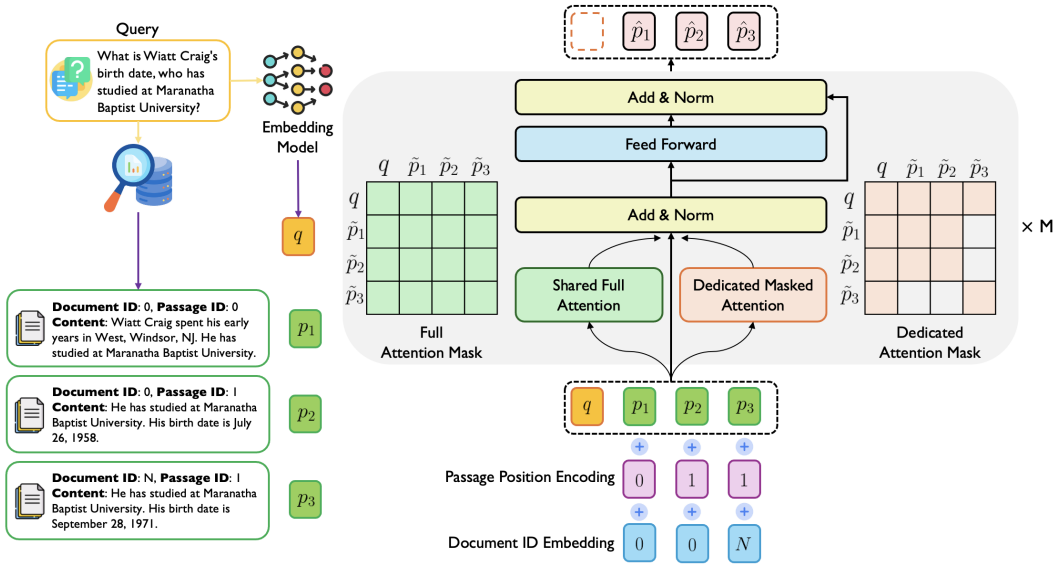 Query
What is Wiatt Craig's
birth date, who has
studied at Maranatha
Baptist University?
Embedding
Model
q
Document ID: 0, Passage ID: 0
Content: Wiatt Craig spent his early
years in West, Windsor, NJ. He has
studied at Maranatha Baptist University.
p₁
Document ID: 0, Passage ID: 1
Content: He has studied at Maranatha
Baptist University. His birth date is July
26, 1958.
p₂
Document ID: N, Passage ID: 1
Content: He has studied at Maranatha
Baptist University. His birth date is
September 28, 1971.
p₃
p̂₁ p̂₂ p̂₃
Add & Norm
Feed Forward
Add & Norm
Shared Full
Attention
Dedicated Masked
Attention
q p̃₁ p̃₂ p̃₃
q
p̃₁
p̃₂
p̃₃
Full
Attention Mask
q p̃₁ p̃₂ p̃₃
q
p̃₁
p̃₂
p̃₃
Dedicated
Attention Mask
× M
q p₁ p₂ p₃
+ + +
Passage Position Encoding 0 1 1
+ + +
Document ID Embedding 0 0 N